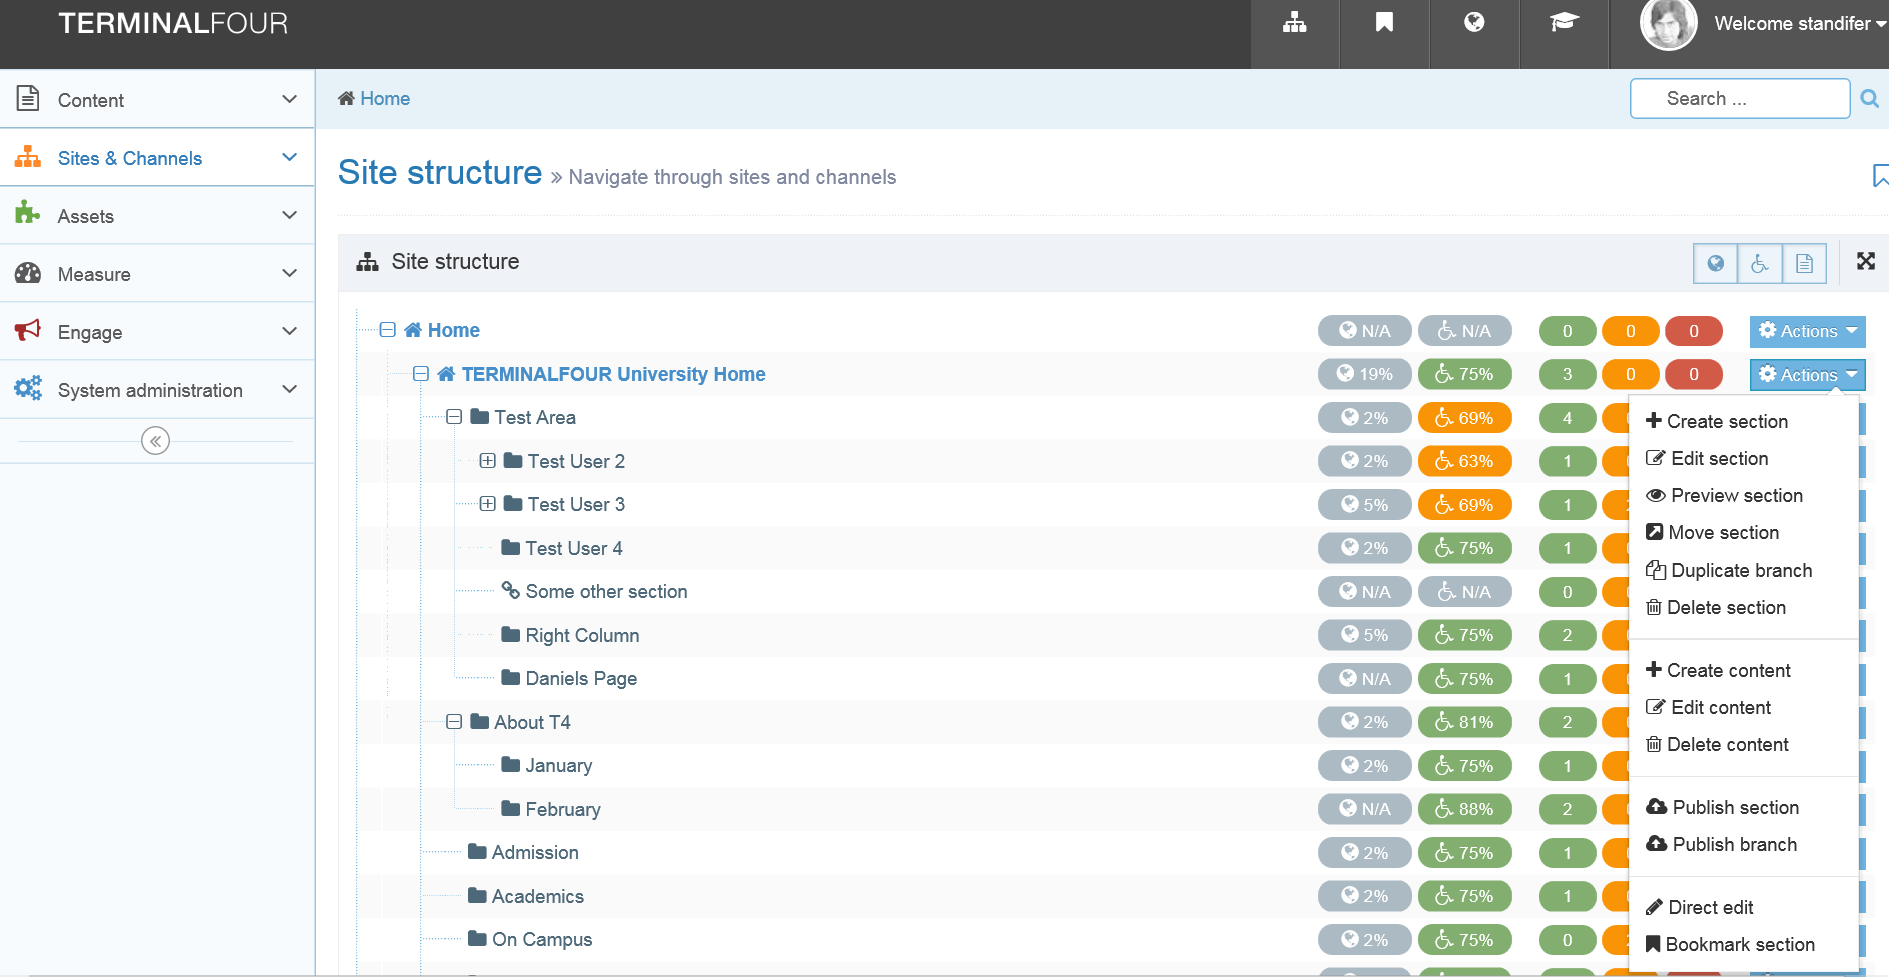 TERMINALFOUR
Welcome standifer
Content
Sites & Channels
Assets
Measure
Engage
System administration
Home
Search ...
Site structure » Navigate through sites and channels
Site structure
Home N/A N/A 0 0 0 Actions
TERMINALFOUR University Home 19% 75% 3 0 0 Actions
Test Area 2% 69% 4
Test User 2 2% 63% 1
Test User 3 5% 69% 1
Test User 4 2% 75% 1
Some other section N/A N/A 0
Right Column 5% 75% 2
Daniels Page N/A 75% 1
About T4 2% 81% 2
January 2% 75% 1
February N/A 88% 2
Admission 2% 75% 1
Academics 2% 75% 1
On Campus 2% 75% 0
Create section
Edit section
Preview section
Move section
Duplicate branch
Delete section
Create content
Edit content
Delete content
Publish section
Publish branch
Direct edit
Bookmark section